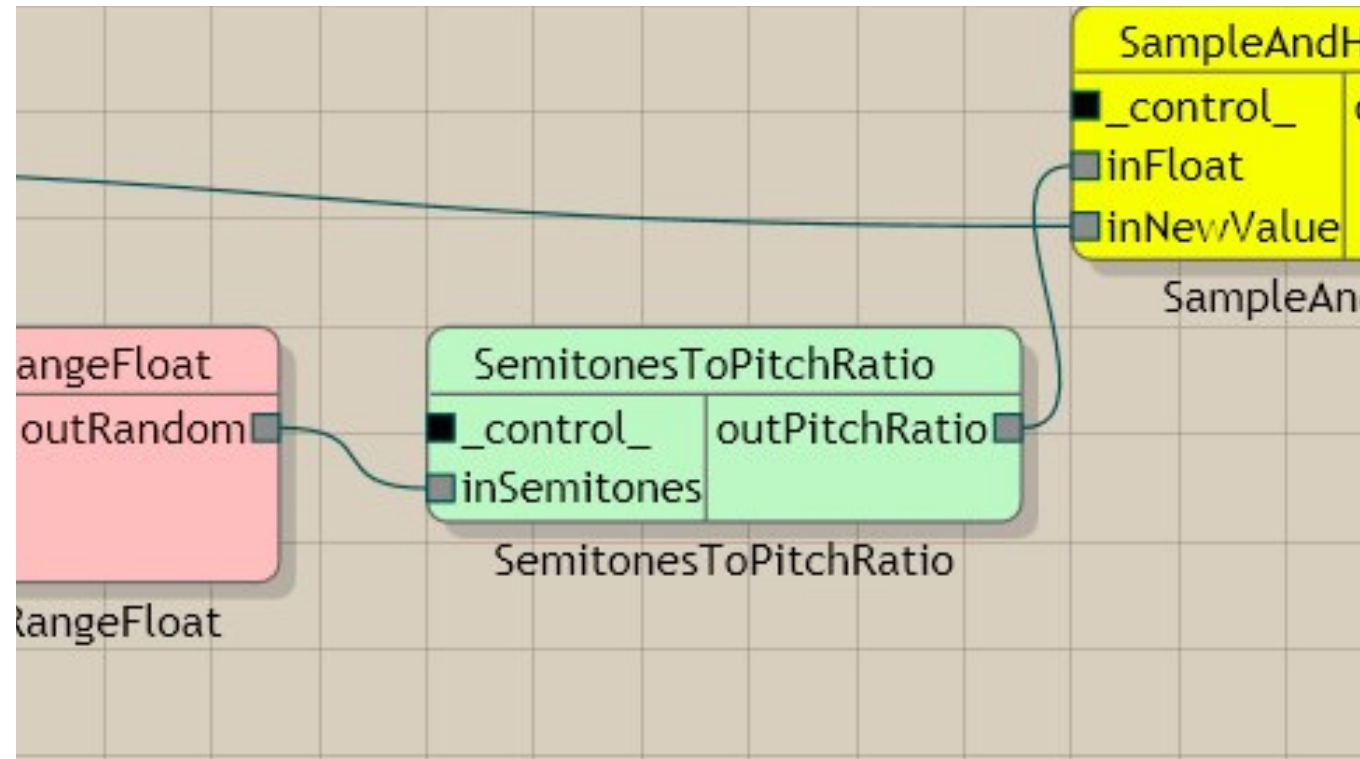 SampleAndH
_control_
inFloat
inNewValue
SampleAn
angeFloat
outRandom
RangeFloat
SemitonesToPitchRatio
_control_
outPitchRatio
inSemitones
SemitonesToPitchRatio